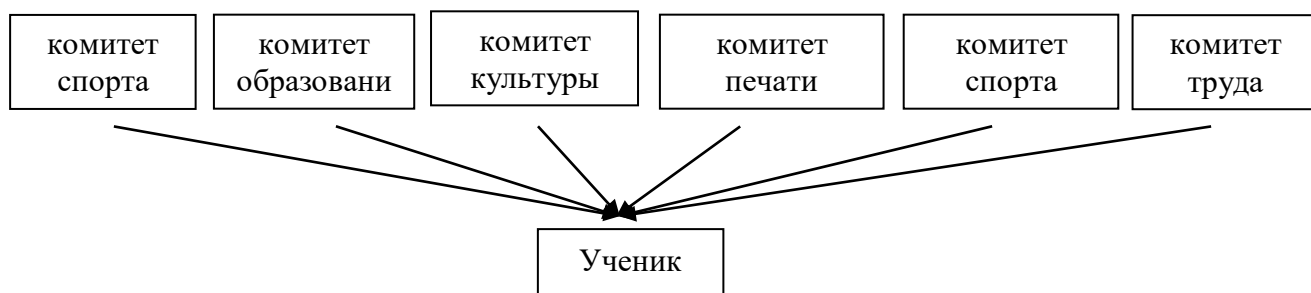 комитет
спорта
комитет
образовани
комитет
культуры
комитет
печати
комитет
спорта
комитет
труда
Ученик